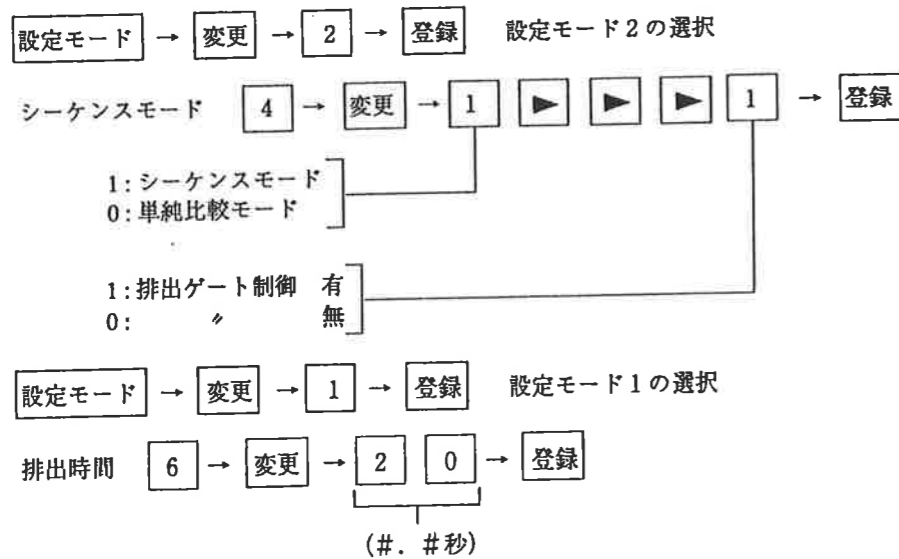 設定モード → 変更 → 2 → 登録 設定モード2の選択
シーケンスモード 4 → 変更 → 1 ▶ ▶ ▶ 1 → 登録
1:シーケンスモード
0:単純比較モード
1:排出ゲート制御 有
0: 〃 無
設定モード → 変更 → 1 → 登録 設定モード1の選択
排出時間 6 → 変更 → 2 0 → 登録
(#.#秒)